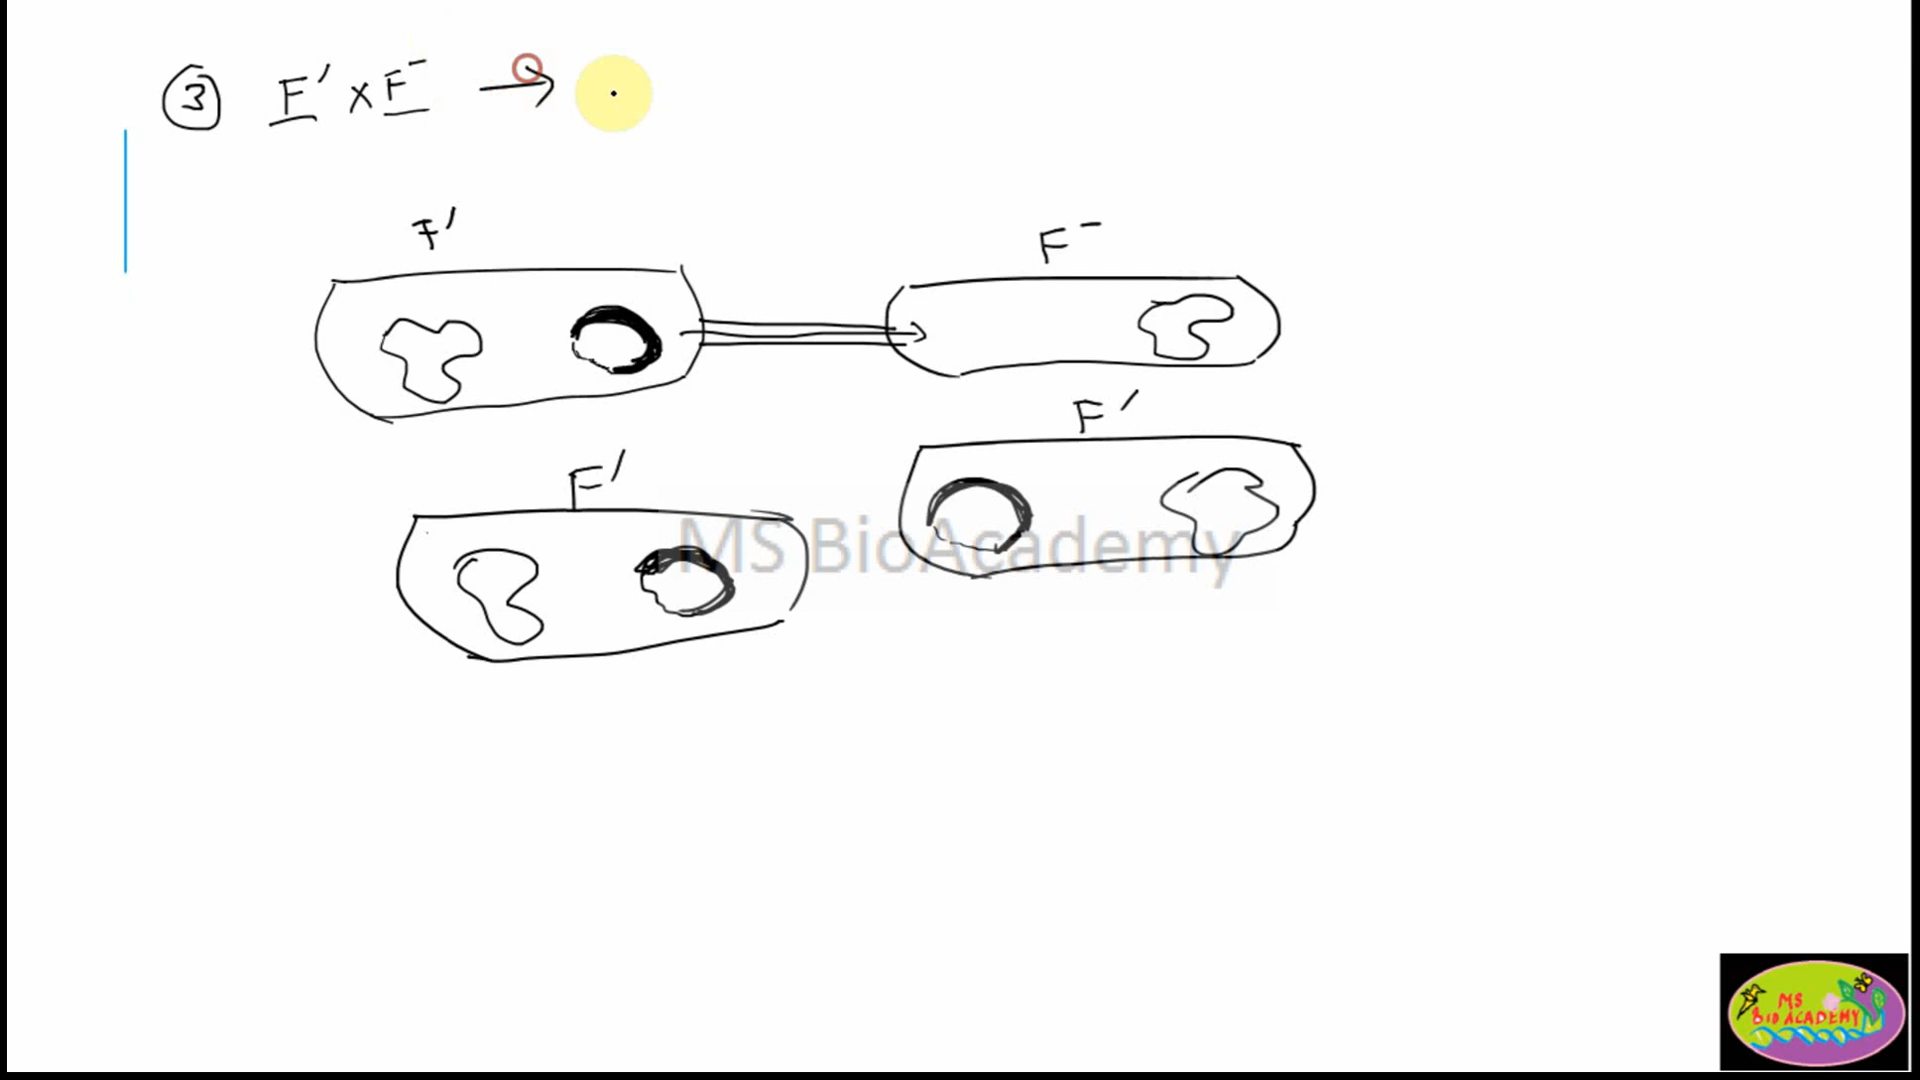 ③ F′ x F⁻ →
F′
F⁻
F′
F′
MS BioAcademy
MS
BIO ACADEMY